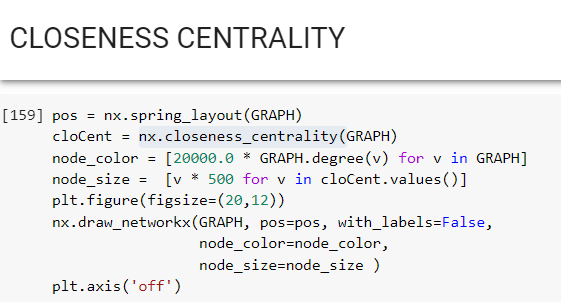 CLOSENESS CENTRALITY
[159] pos = nx.spring_layout(GRAPH)
cloCent = nx.closeness_centrality(GRAPH)
node_color = [20000.0 * GRAPH.degree(v) for v in GRAPH]
node_size =  [v * 500 for v in cloCent.values()]
plt.figure(figsize=(20,12))
nx.draw_networkx(GRAPH, pos=pos, with_labels=False,
node_color=node_color,
node_size=node_size )
plt.axis('off')